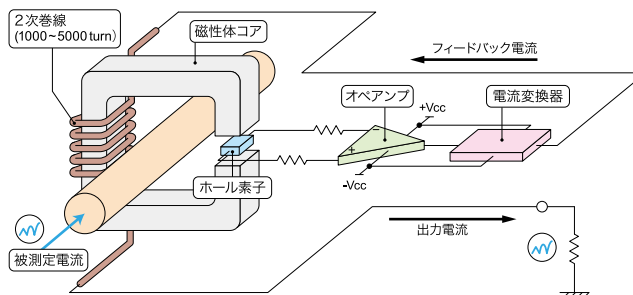 2次巻線
(1000~5000 turn)
磁性体コア
フィードバック電流
オペアンプ
+Vcc
電流変換器
−
+
-Vcc
ホール素子
出力電流
被測定電流